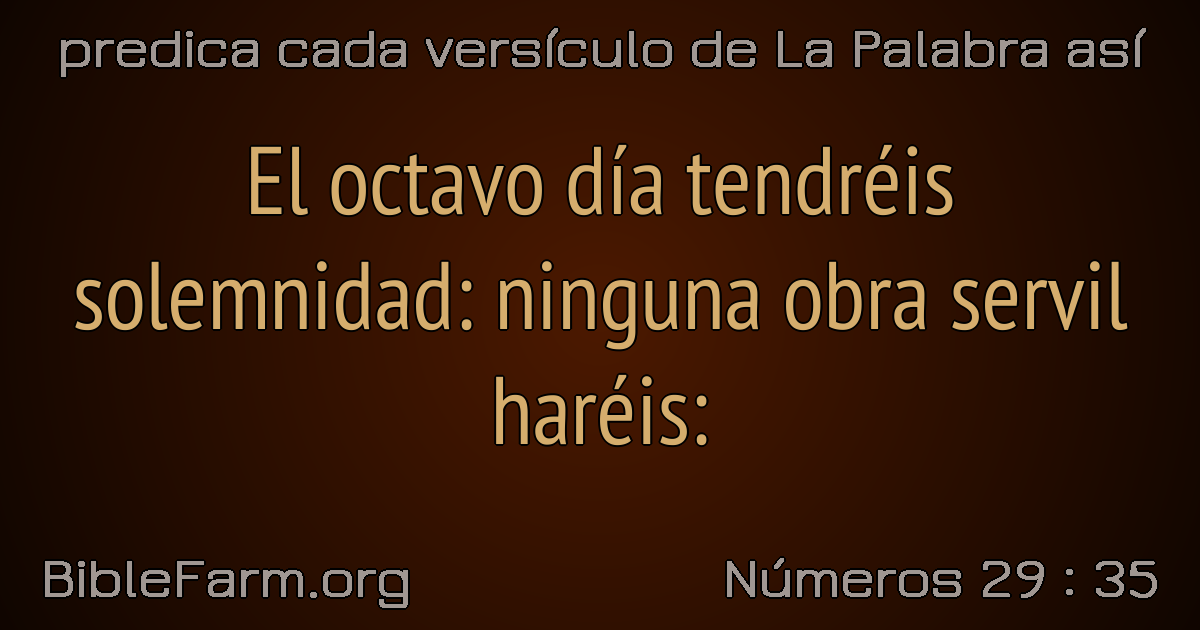 predica cada versículo de La Palabra así
El octavo día tendréis
solemnidad: ninguna obra servil
haréis:
BibleFarm.org
Números 29 : 35